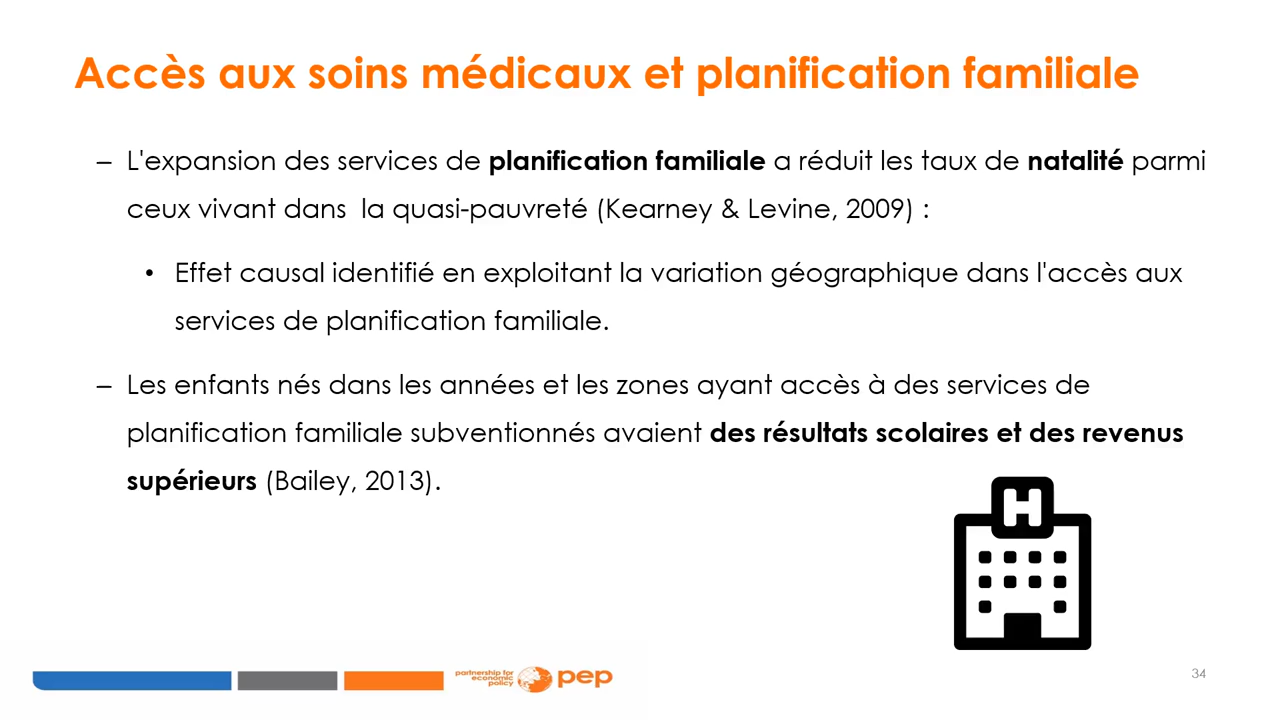 Accès aux soins médicaux et planification familiale
– L'expansion des services de planification familiale a réduit les taux de natalité parmi
ceux vivant dans la quasi-pauvreté (Kearney & Levine, 2009) :
• Effet causal identifié en exploitant la variation géographique dans l'accès aux
services de planification familiale.
– Les enfants nés dans les années et les zones ayant accès à des services de
planification familiale subventionnés avaient des résultats scolaires et des revenus
supérieurs (Bailey, 2013).
H
partnership for
economic
policy
pep
34